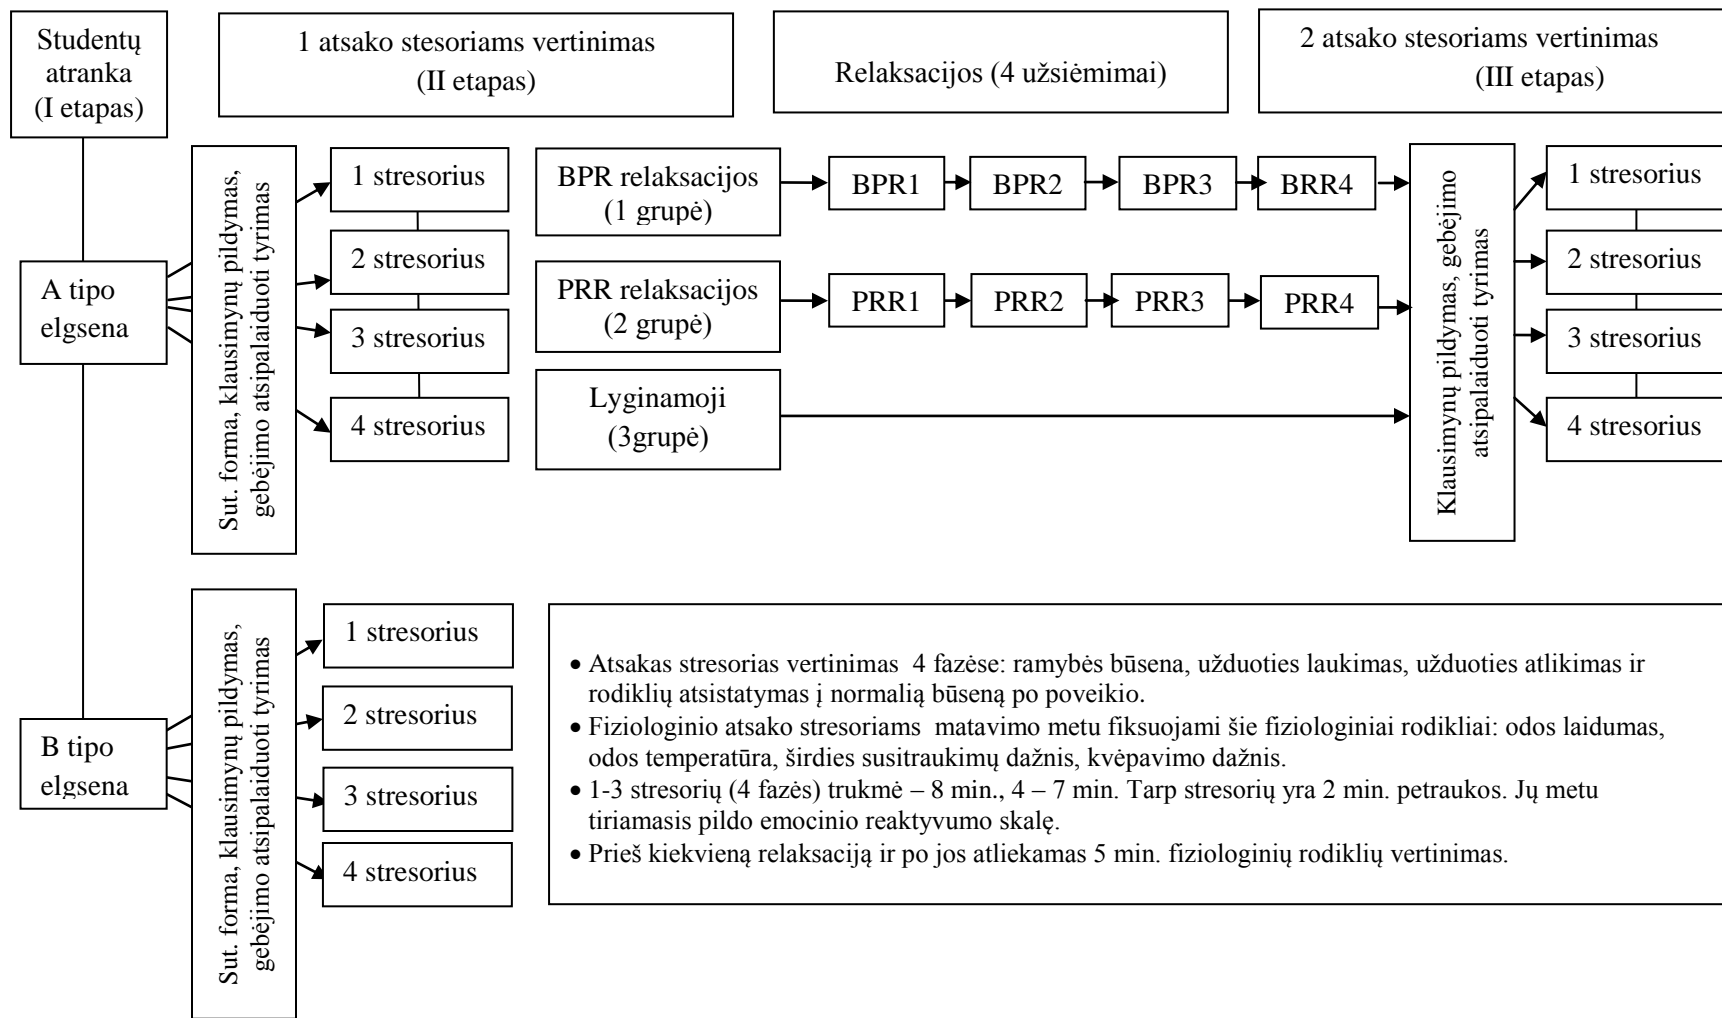 Studentų
atranka
(I etapas)
1 atsako stesoriams vertinimas
(II etapas)
Relaksacijos (4 užsiėmimai)
2 atsako stesoriams vertinimas
(III etapas)
A tipo
elgsena
Sut. forma, klausimynų pildymas,
gebėjimo atsipalaiduoti tyrimas
1 stresorius
2 stresorius
3 stresorius
4 stresorius
BPR relaksacijos
(1 grupė)
BPR1
BPR2
BPR3
BRR4
PRR relaksacijos
(2 grupė)
PRR1
PRR2
PRR3
PRR4
Lyginamoji
(3grupė)
Klausimynų pildymas, gebėjimo
atsipalaiduoti tyrimas
1 stresorius
2 stresorius
3 stresorius
4 stresorius
B tipo
elgsena
Sut. forma, klausimynų pildymas,
gebėjimo atsipalaiduoti tyrimas
1 stresorius
2 stresorius
3 stresorius
4 stresorius
• Atsakas stresorias vertinimas 4 fazėse: ramybės būsena, užduoties laukimas, užduoties atlikimas ir
rodiklių atsistatymas į normalią būseną po poveikio.
• Fiziologinio atsako stresoriams matavimo metu fiksuojami šie fiziologiniai rodikliai: odos laidumas,
odos temperatūra, širdies susitraukimų dažnis, kvėpavimo dažnis.
• 1-3 stresorių (4 fazės) trukmė – 8 min., 4 – 7 min. Tarp stresorių yra 2 min. petraukos. Jų metu
tiriamasis pildo emocinio reaktyvumo skalę.
• Prieš kiekvieną relaksaciją ir po jos atliekamas 5 min. fiziologinių rodiklių vertinimas.